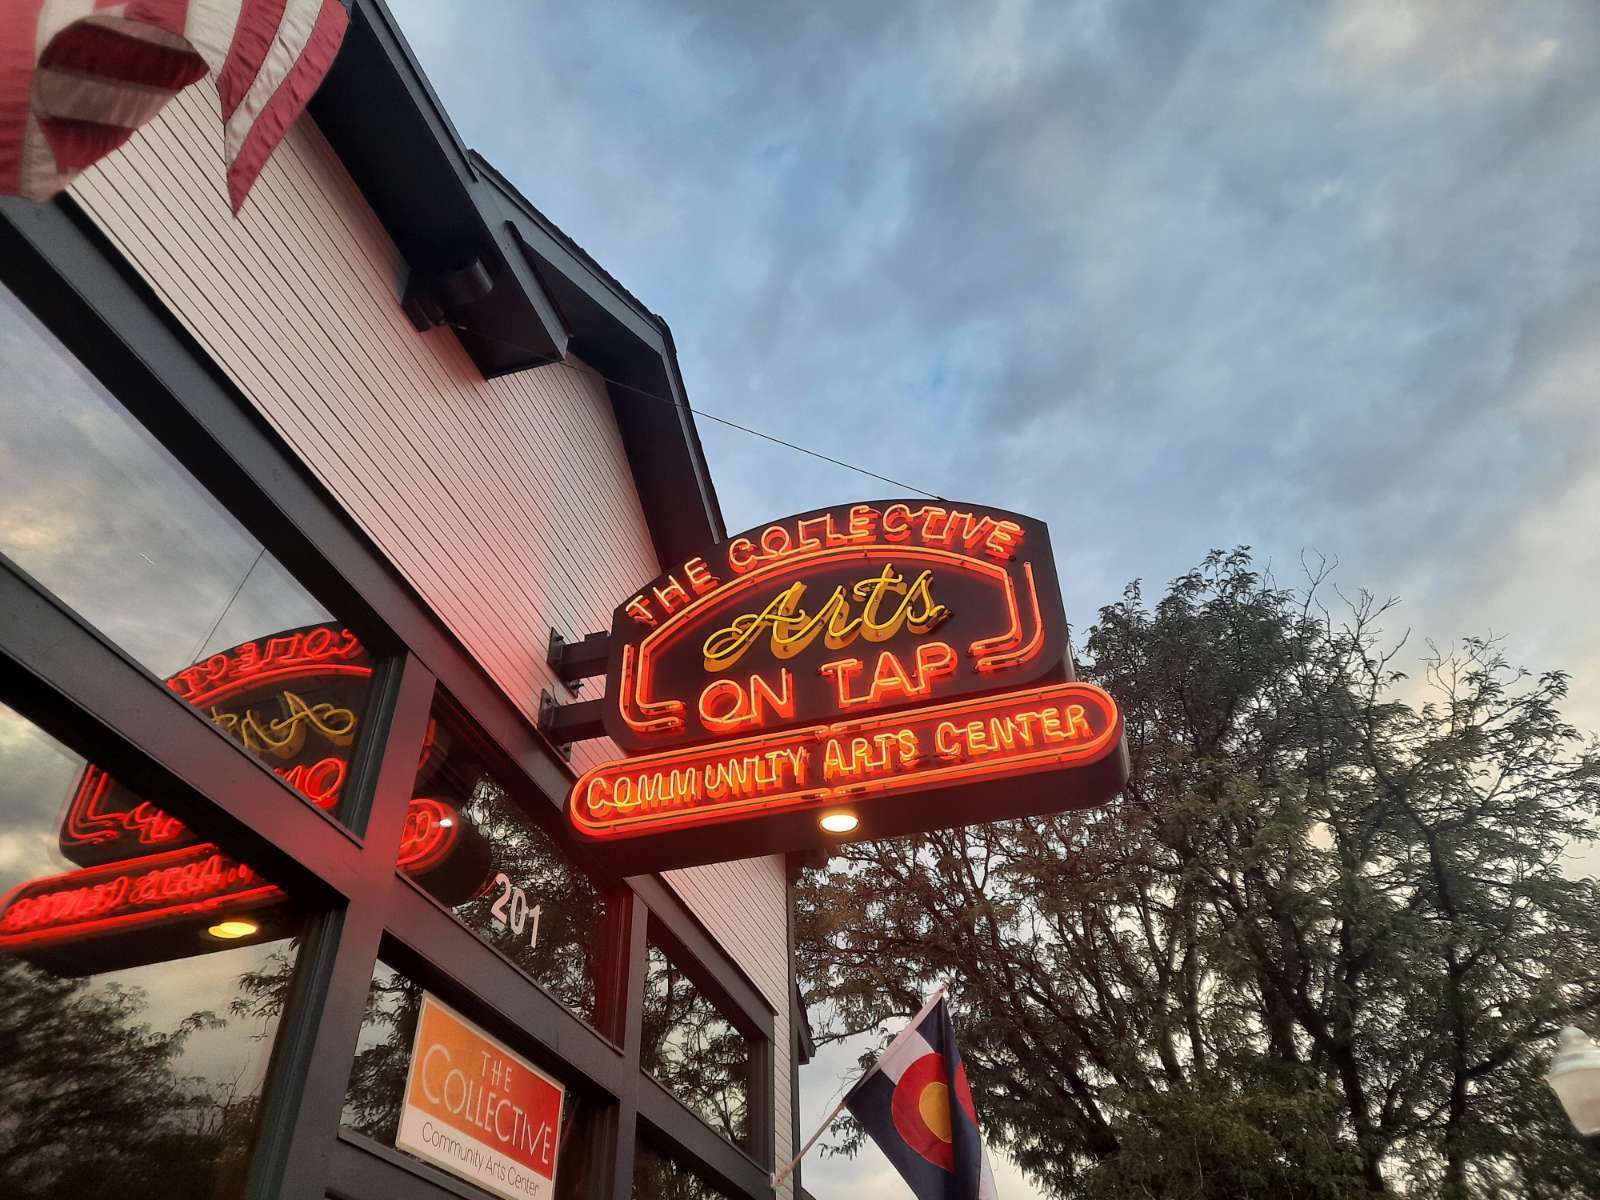 THE COLLECTIVE
Arts
ON TAP
COMMUNITY ARTS CENTER
201
THE
COLLECTIVE
Community Arts Center